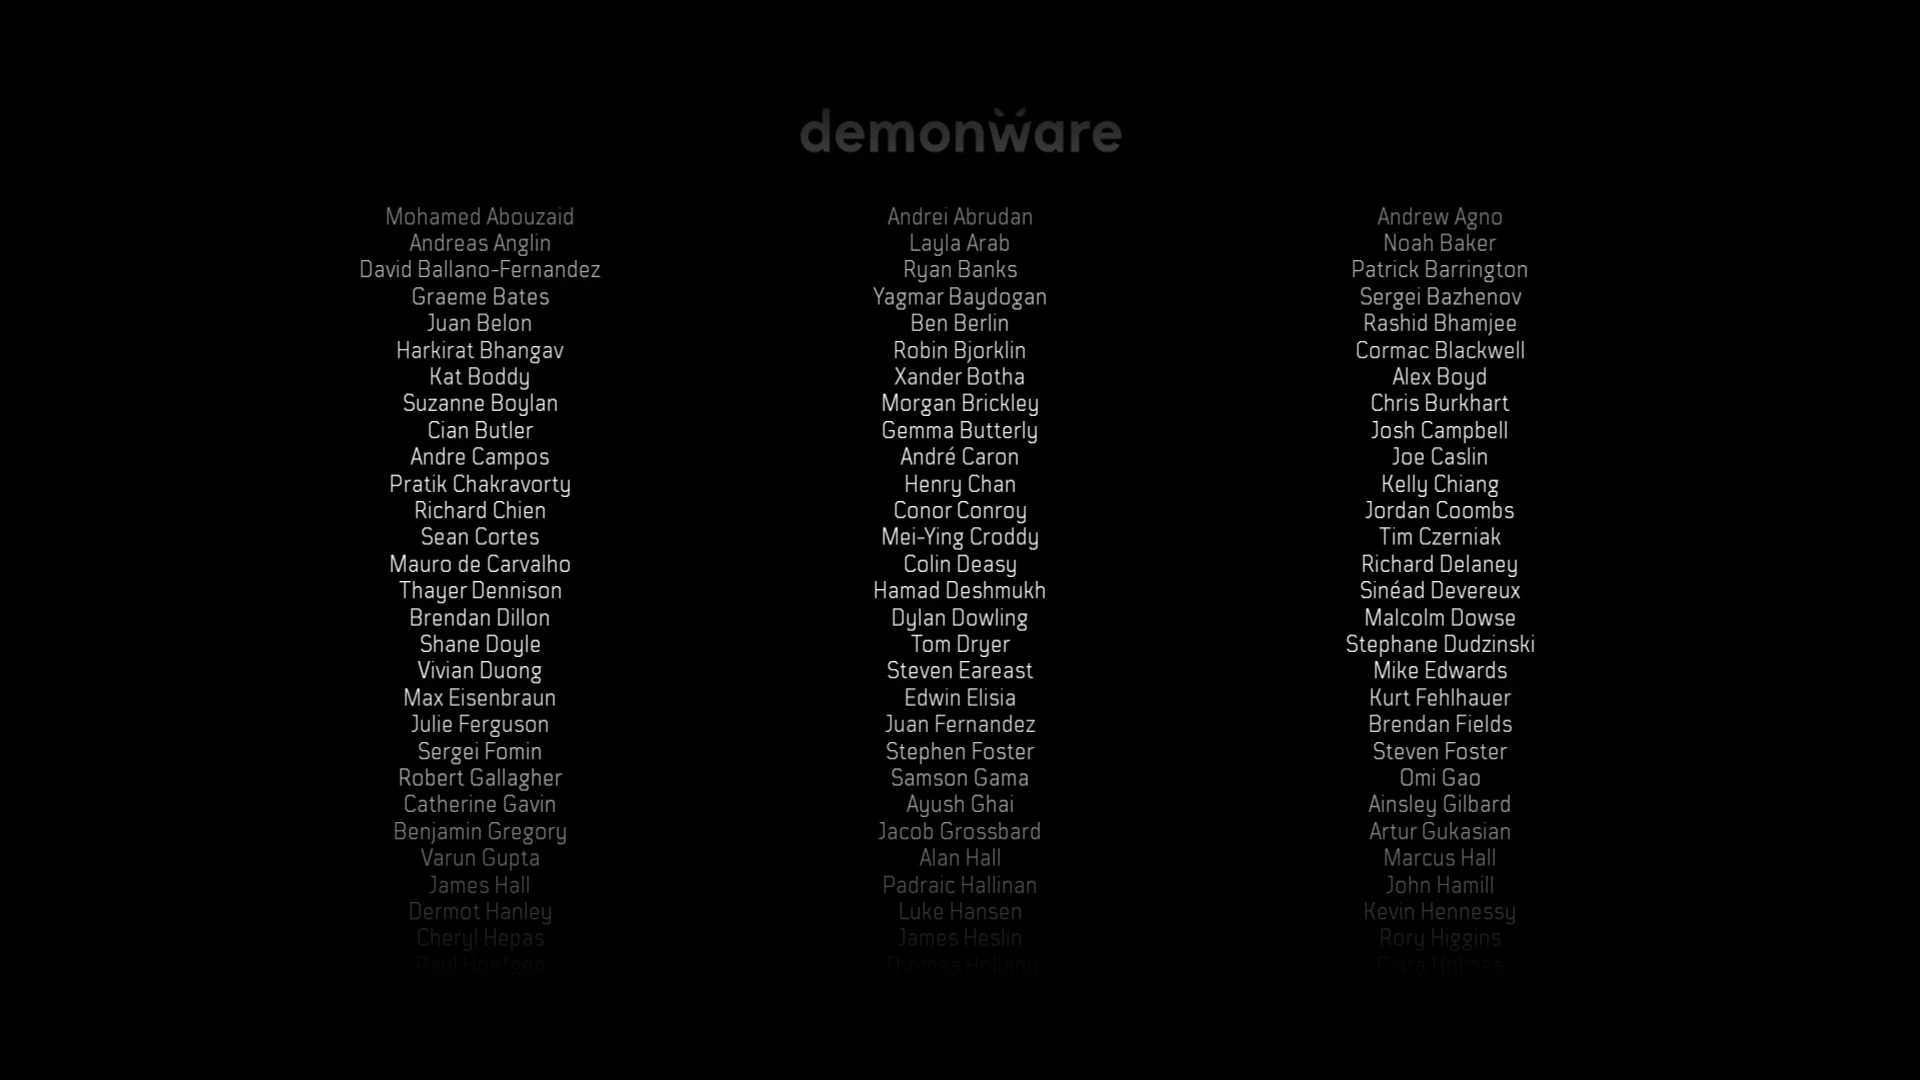 demonware
Mohamed Abouzaid Andrei Abrudan Andrew Agno
Andreas Anglin Layla Arab Noah Baker
David Ballano-Fernandez Ryan Banks Patrick Barrington
Graeme Bates Yagmar Baydogan Sergei Bazhenov
Juan Belon Ben Berlin Rashid Bhamjee
Harkirat Bhangav Robin Bjorklin Cormac Blackwell
Kat Boddy Xander Botha Alex Boyd
Suzanne Boylan Morgan Brickley Chris Burkhart
Cian Butler Gemma Butterly Josh Campbell
Andre Campos André Caron Joe Caslin
Pratik Chakravorty Henry Chan Kelly Chiang
Richard Chien Conor Conroy Jordan Coombs
Sean Cortes Mei-Ying Croddy Tim Czerniak
Mauro de Carvalho Colin Deasy Richard Delaney
Thayer Dennison Hamad Deshmukh Sinéad Devereux
Brendan Dillon Dylan Dowling Malcolm Dowse
Shane Doyle Tom Dryer Stephane Dudzinski
Vivian Duong Steven Eareast Mike Edwards
Max Eisenbraun Edwin Elisia Kurt Fehlhauer
Julie Ferguson Juan Fernandez Brendan Fields
Sergei Fomin Stephen Foster Steven Foster
Robert Gallagher Samson Gama Omi Gao
Catherine Gavin Ayush Ghai Ainsley Gilbard
Benjamin Gregory Jacob Grossbard Artur Gukasian
Varun Gupta Alan Hall Marcus Hall
James Hall Padraic Hallinan John Hamill
Dermot Hanley Luke Hansen Kevin Hennessy
Cheryl Hepas James Heslin Rory Higgins
Paul Hoefgen Thomas Holland Ciara Holmes